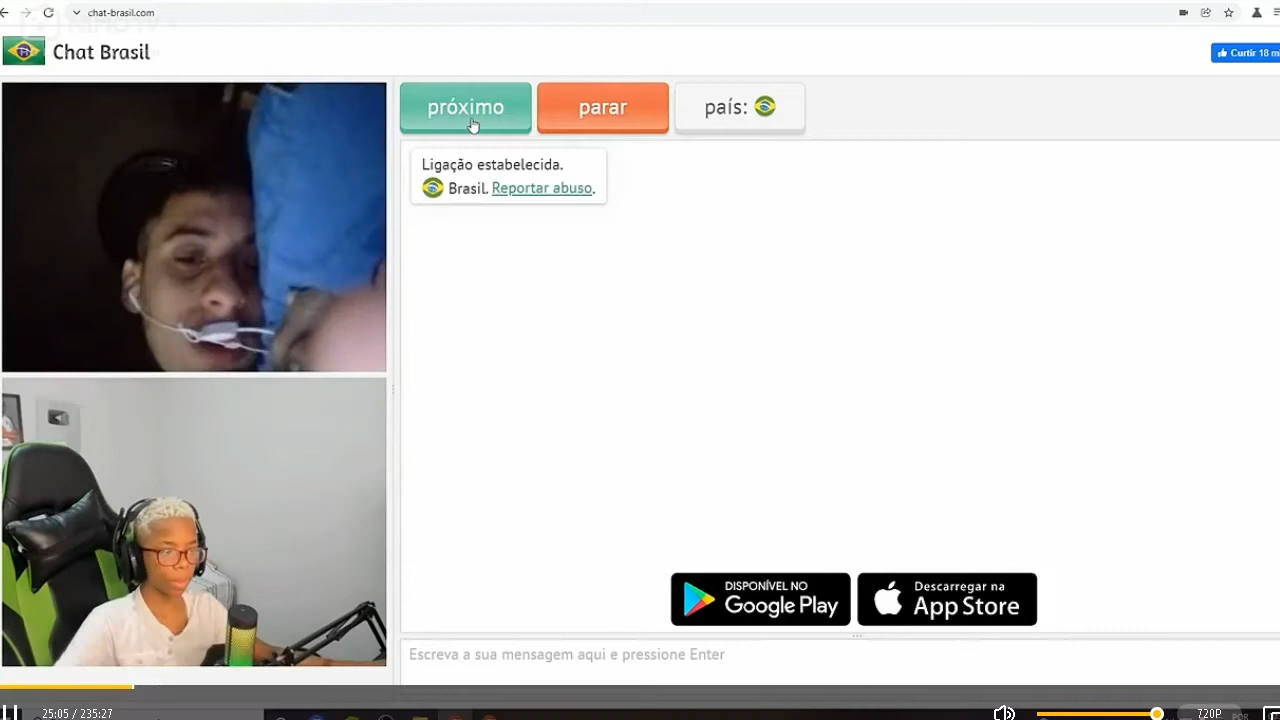 chat-brasil.com
Chat Brasil
Curtir 18 m
próximo
parar
país:
Ligação estabelecida.
Brasil. Reportar abuso.
DISPONÍVEL NO
Google Play
Descarregar na
App Store
Escreva a sua mensagem aqui e pressione Enter
25:05 / 235:27
720P